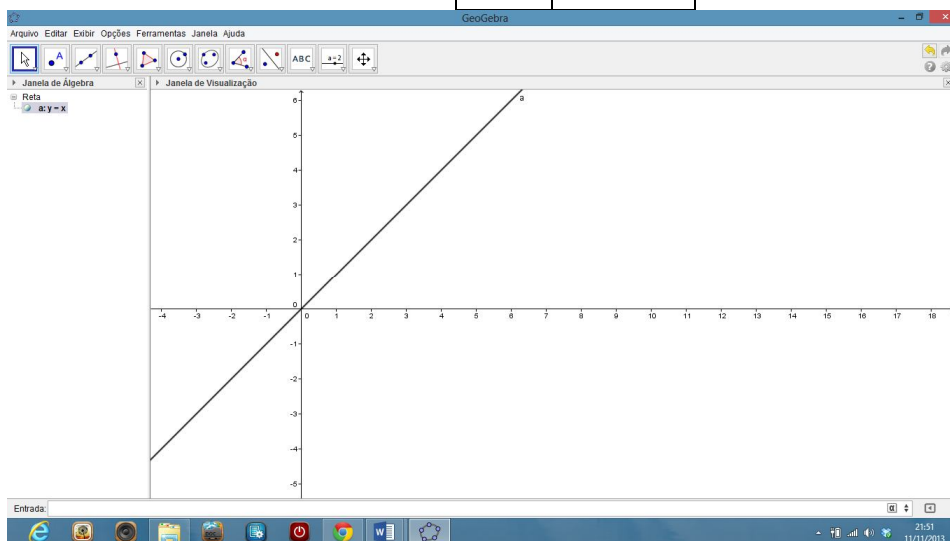 GeoGebra
Arquivo Editar Exibir Opções Ferramentas Janela Ajuda
A
α
ABC
a=2
Janela de Álgebra
Janela de Visualização
Reta
a: y = x
a
6
5
4
3
2
1
0
-4 -3 -2 -1 0 1 2 3 4 5 6 7 8 9 10 11 12 13 14 15 16 17 18
-1
-2
-3
-4
-5
Entrada:
α
21:51
11/11/2013